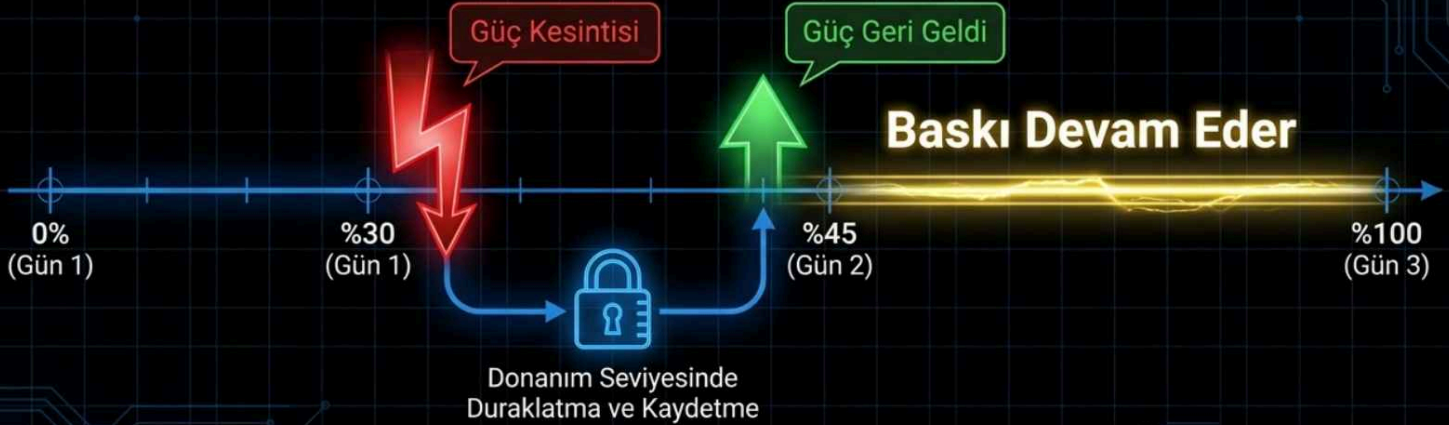 Güç Kesintisi
Güç Geri Geldi
Baskı Devam Eder
0%
(Gün 1)
%30
(Gün 1)
%45
(Gün 2)
%100
(Gün 3)
Donanım Seviyesinde
Duraklatma ve Kaydetme